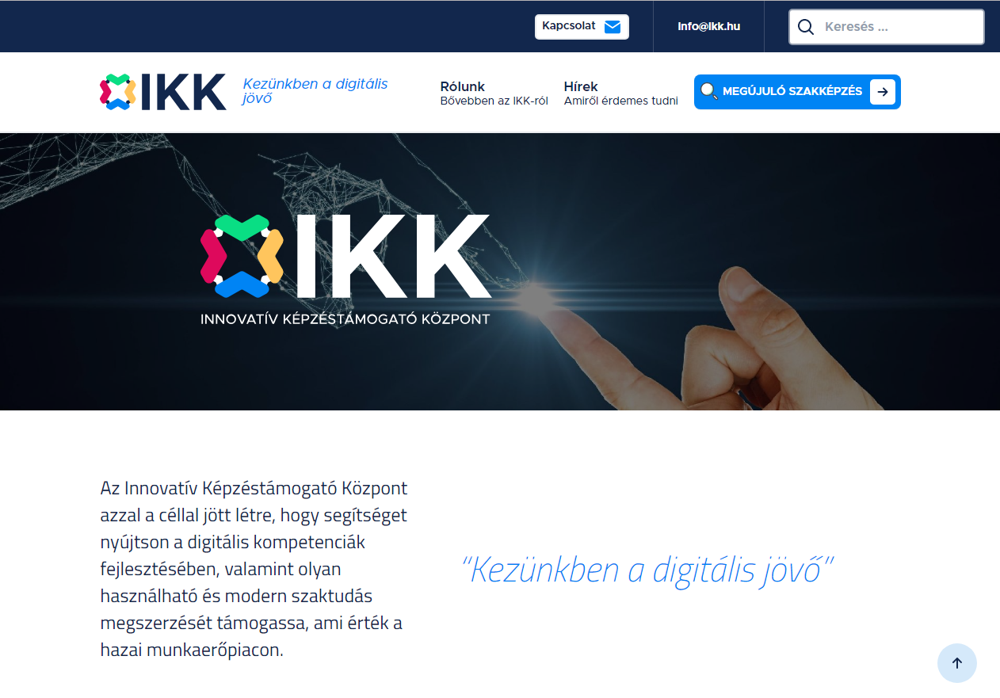 Kapcsolat
info@ikk.hu
Keresés ...
IKK
Kezünkben a digitális
jövő
Rólunk
Bővebben az IKK-ról
Hírek
Amiről érdemes tudni
MEGÚJULÓ SZAKKÉPZÉS
IKK
INNOVATÍV KÉPZÉSTÁMOGATÓ KÖZPONT
Az Innovatív Képzéstámogató Központ
azzal a céllal jött létre, hogy segítséget
nyújtson a digitális kompetenciák
fejlesztésében, valamint olyan
használható és modern szaktudás
megszerzését támogassa, ami érték a
hazai munkaerőpiacon.
“Kezünkben a digitális jövő”